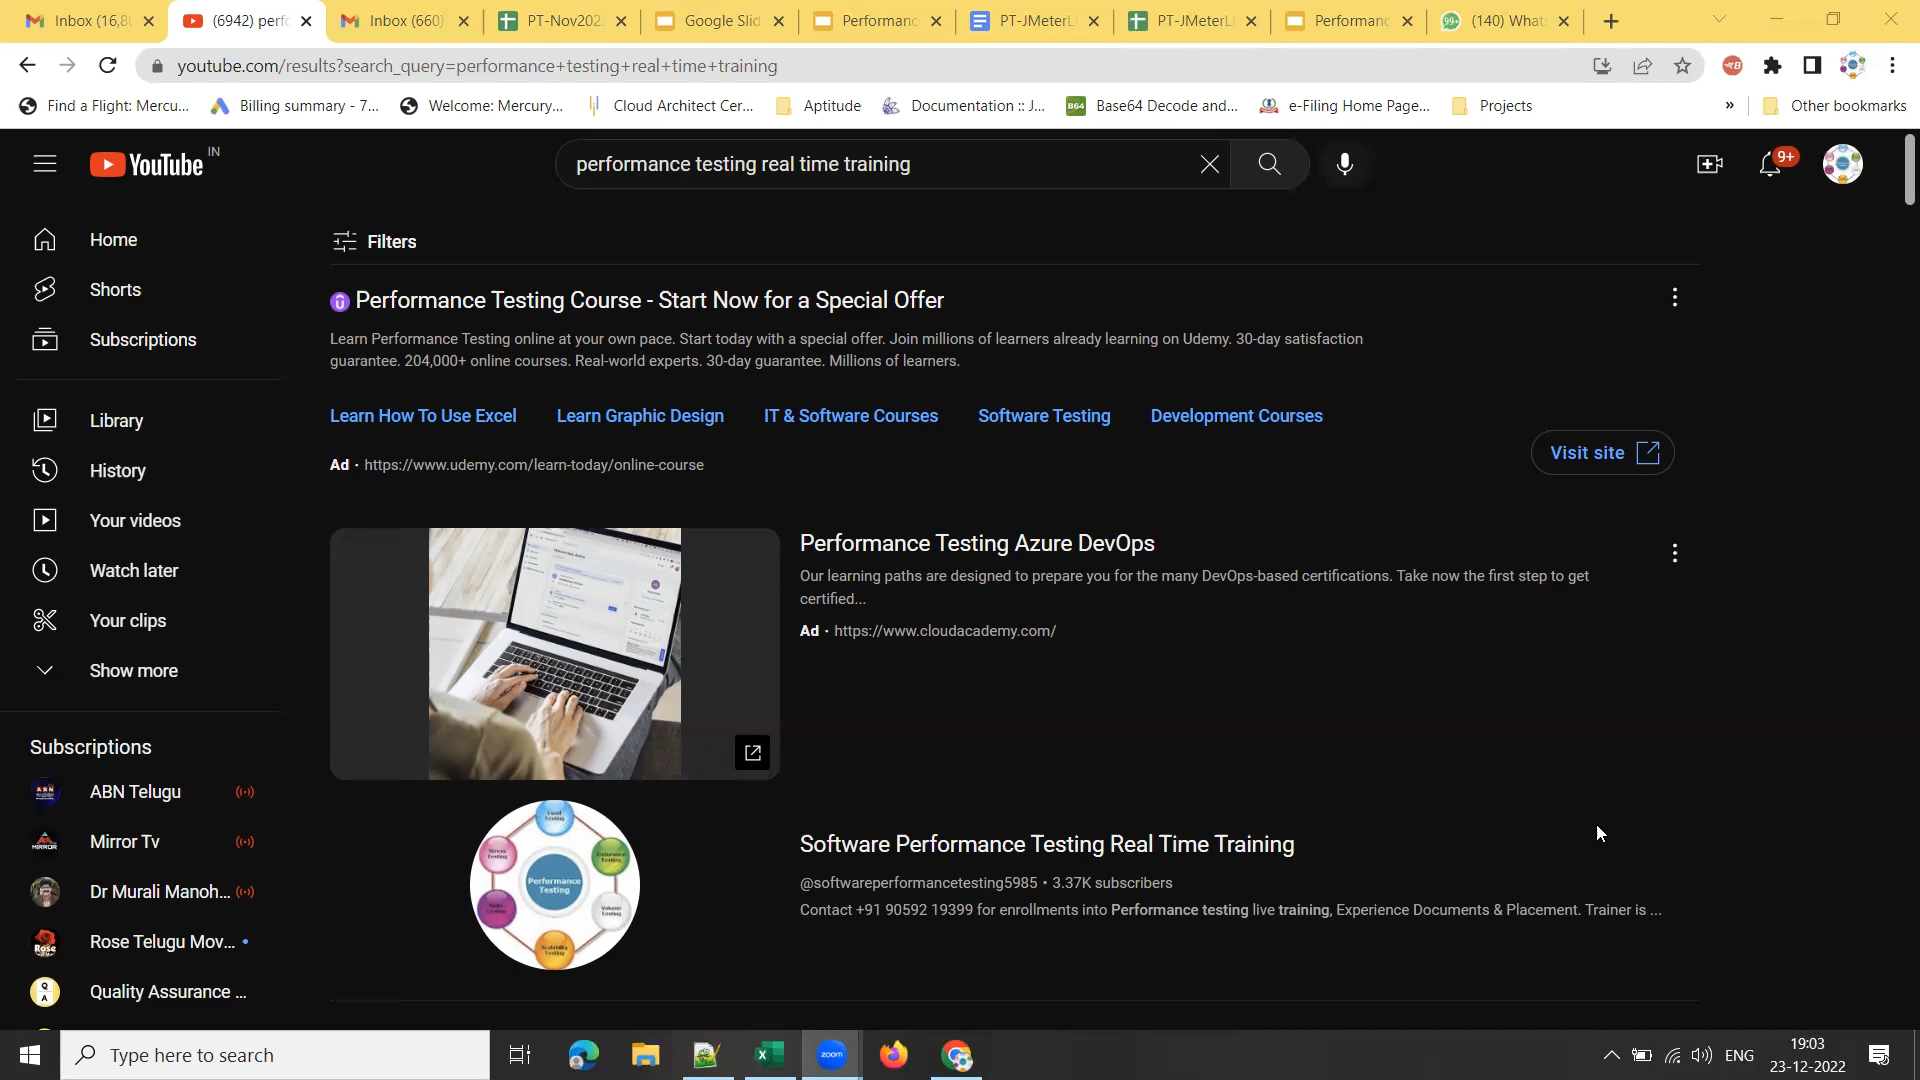 Inbox (16,8
(6942) perfo
Inbox (660)
PT-Nov202
Google Slid
Performanc
PT-JMeterL
PT-JMeterL
Performanc
(140) Whats
youtube.com/results?search_query=performance+testing+real+time+training
Find a Flight: Mercu...
Billing summary - 7...
Welcome: Mercury...
Cloud Architect Cer...
Aptitude
Documentation :: J...
B64
Base64 Decode and...
e-Filing Home Page...
Projects
»
Other bookmarks
YouTube IN
performance testing real time training
9+
Home
Shorts
Subscriptions
Library
History
Your videos
Watch later
Your clips
Show more
Subscriptions
ABN Telugu
Mirror Tv
Dr Murali Manoh...
Rose Telugu Mov...
Quality Assurance ...
Filters
Performance Testing Course - Start Now for a Special Offer
Learn Performance Testing online at your own pace. Start today with a special offer. Join millions of learners already learning on Udemy. 30-day satisfaction
guarantee. 204,000+ online courses. Real-world experts. 30-day guarantee. Millions of learners.
Learn How To Use Excel
Learn Graphic Design
IT & Software Courses
Software Testing
Development Courses
Ad · https://www.udemy.com/learn-today/online-course
Visit site
Performance Testing Azure DevOps
Our learning paths are designed to prepare you for the many DevOps-based certifications. Take now the first step to get
certified...
Ad · https://www.cloudacademy.com/
Performance
Testing
Software Performance Testing Real Time Training
@softwareperformancetesting5985 • 3.37K subscribers
Contact +91 90592 19399 for enrollments into Performance testing live training, Experience Documents & Placement. Trainer is ...
Type here to search
zoom
ENG
19:03
23-12-2022